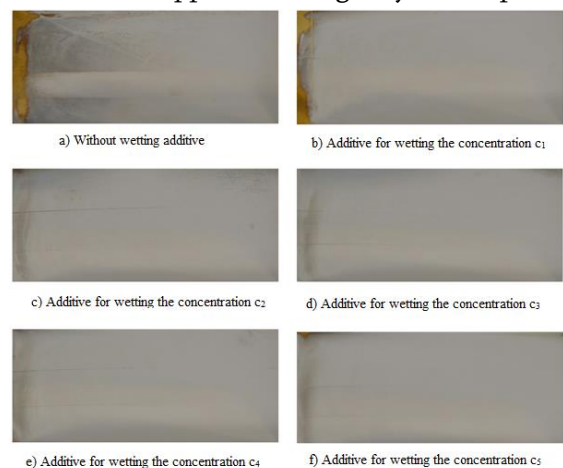 a) Without wetting additive
b) Additive for wetting the concentration c₁
c) Additive for wetting the concentration c₂
d) Additive for wetting the concentration c₃
e) Additive for wetting the concentration c₄
f) Additive for wetting the concentration c₅